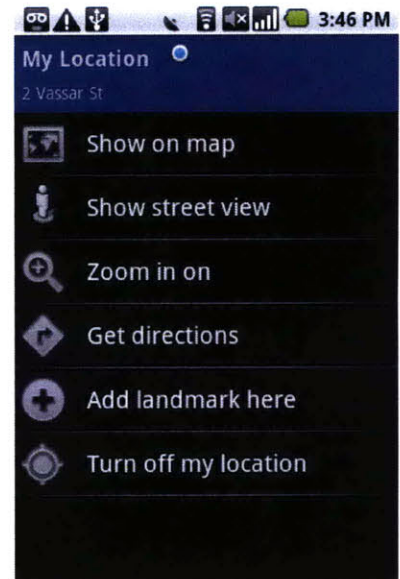 3:46 PM
My Location
2 Vassar St
Show on map
Show street view
Zoom in on
Get directions
Add landmark here
Turn off my location